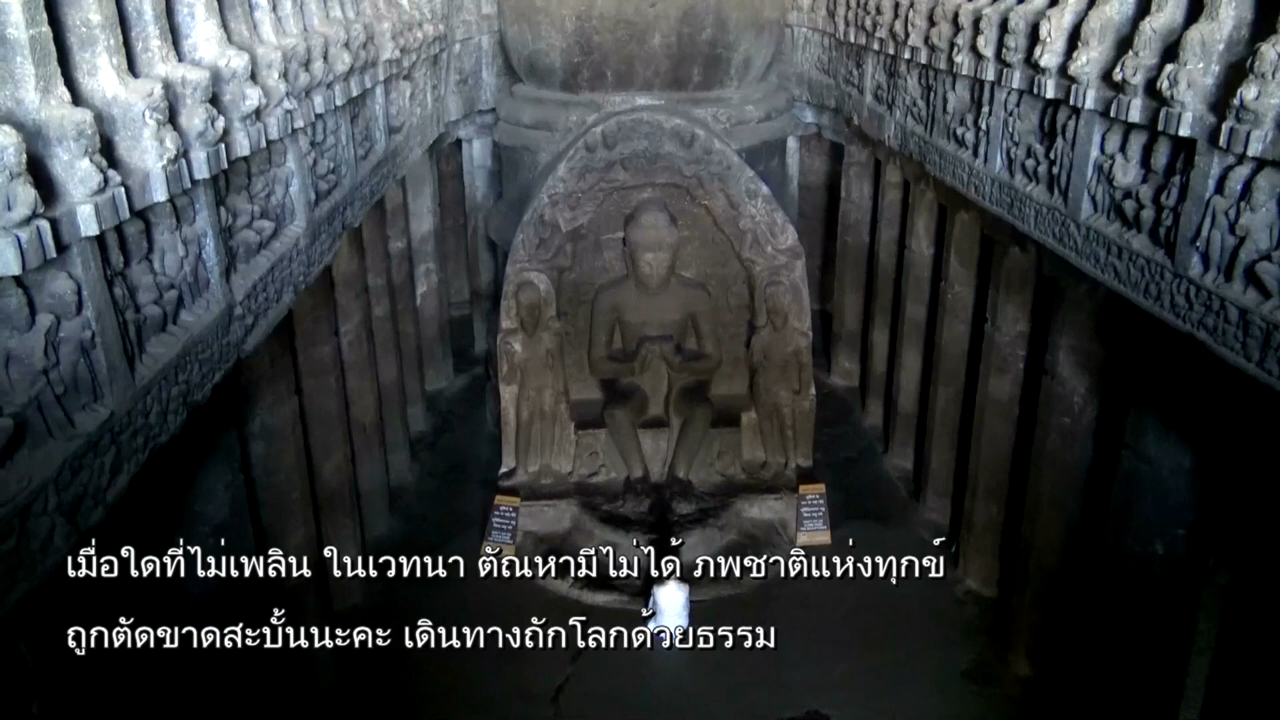 เมื่อใดที่ไม่เพลิน ในเวทนา ตัณหามีไม่ได้ ภพชาติแห่งทุกข์
ถูกตัดขาดสะบั้นนะคะ เดินทางถักโลกด้วยธรรม